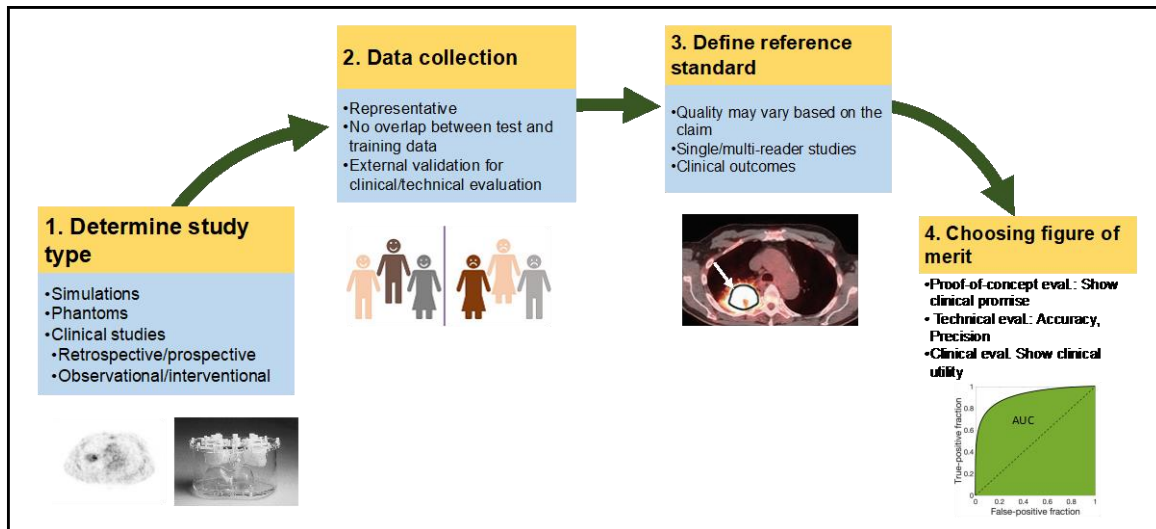 1. Determine study
type
•Simulations
•Phantoms
•Clinical studies
•Retrospective/prospective
•Observational/interventional
2. Data collection
•Representative
•No overlap between test and
training data
•External validation for
clinical/technical evaluation
3. Define reference
standard
•Quality may vary based on the
claim
•Single/multi-reader studies
•Clinical outcomes
4. Choosing figure of
merit
•Proof-of-concept eval.: Show
clinical promise
• Technical eval.: Accuracy,
Precision
•Clinical eval. Show clinical
utility
AUC
True-positive fraction
1
0.8
0.6
0.4
0.2
0
0 0.2 0.4 0.6 0.8 1
False-positive fraction